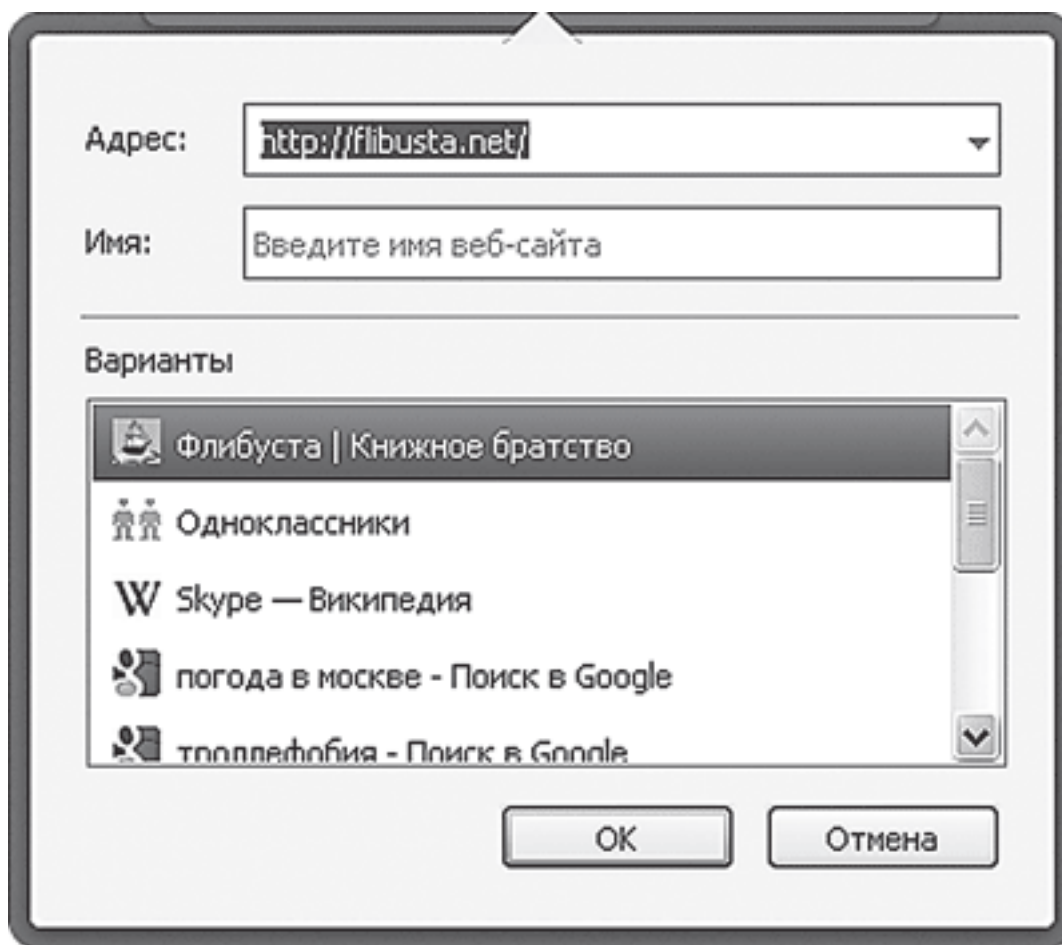 Адрес: http://flibusta.net/
Имя: Введите имя веб-сайта
Варианты
Флибуста | Книжное братство
Одноклассники
W Skype — Википедия
погода в москве - Поиск в Google
троллефобия - Поиск в Google
OK Отмена